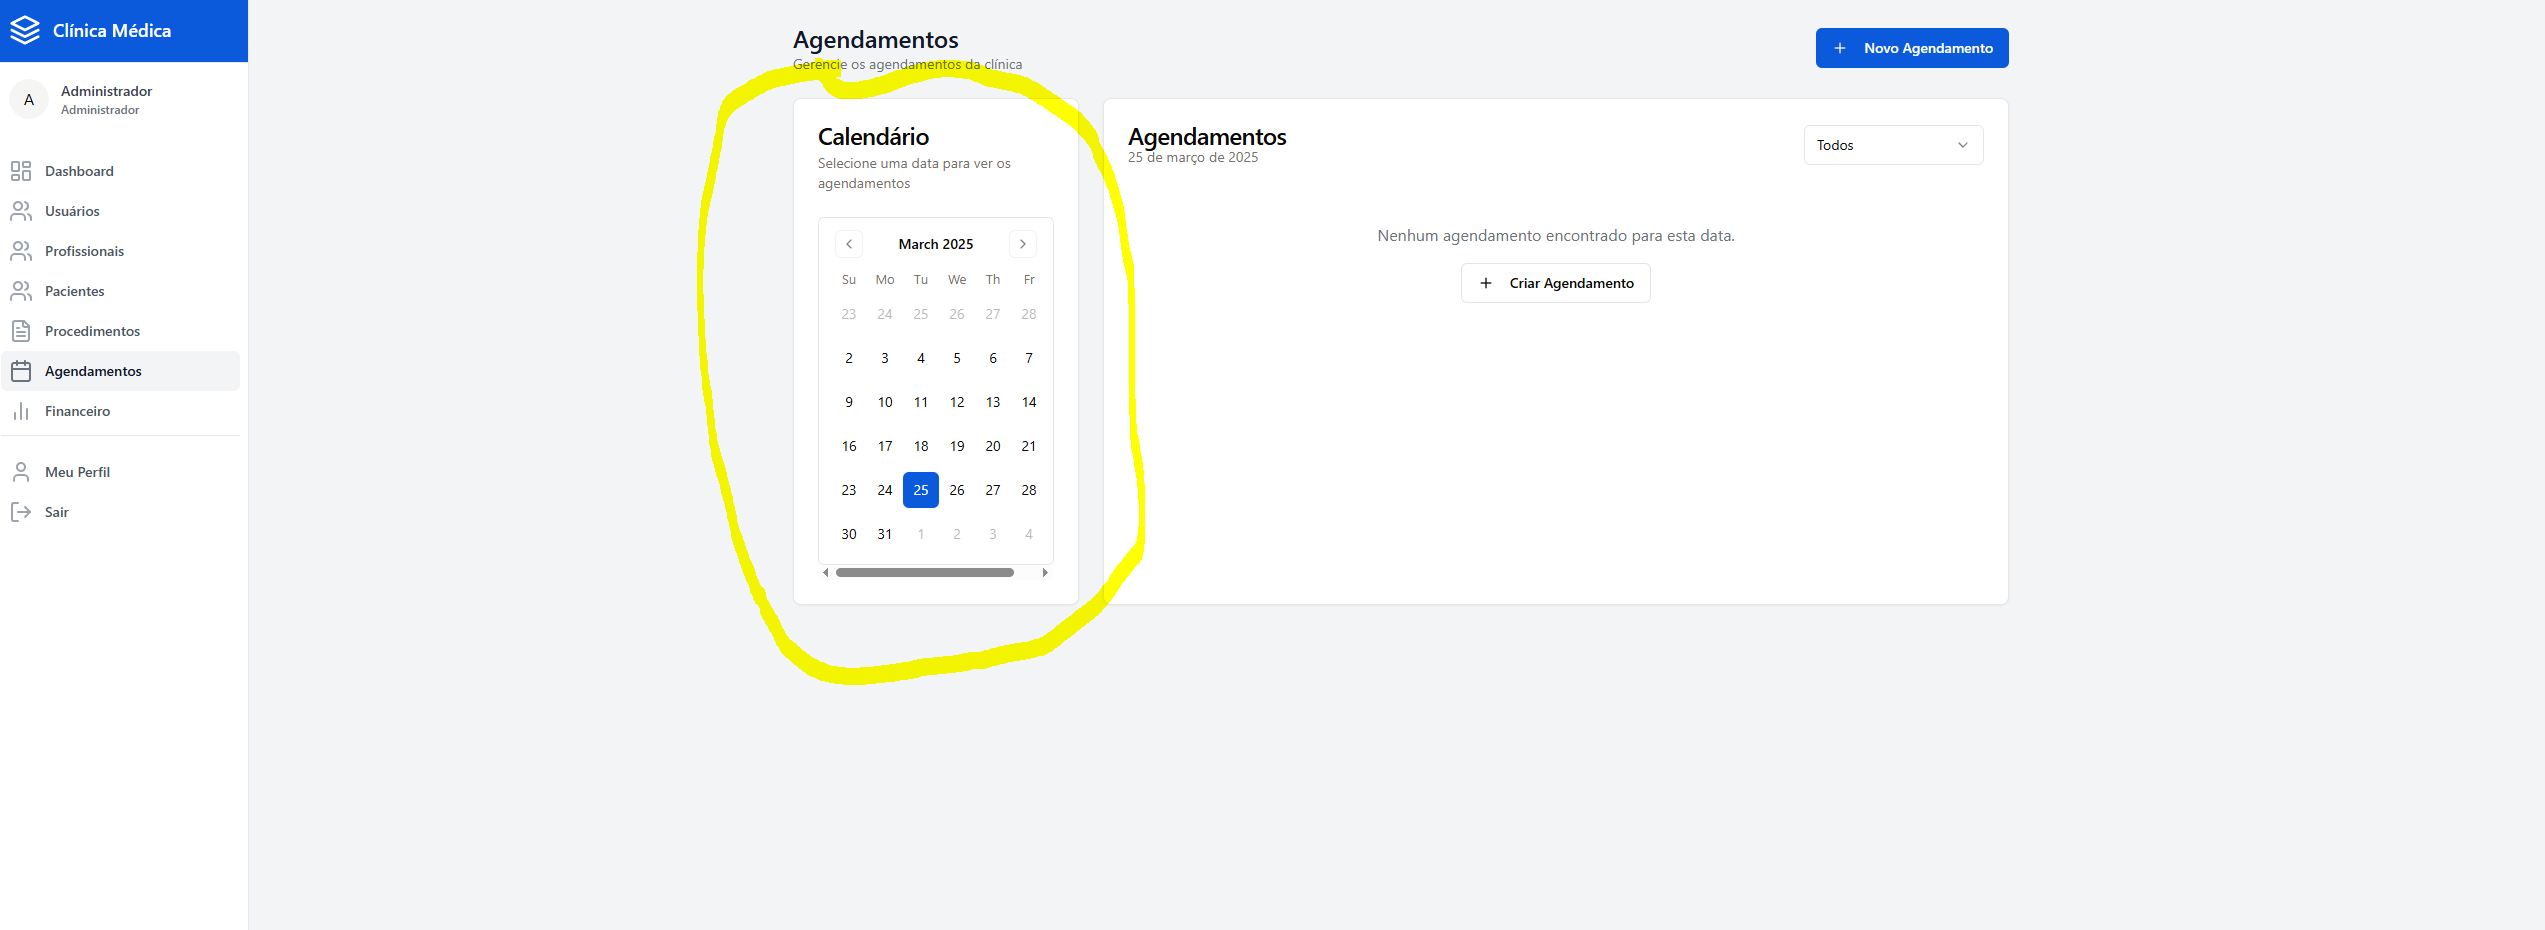 Clínica Médica
A
Administrador
Administrador
Dashboard
Usuários
Profissionais
Pacientes
Procedimentos
Agendamentos
Financeiro
Meu Perfil
Sair
Agendamentos
Gerencie os agendamentos da clínica
Novo Agendamento
Calendário
Selecione uma data para ver os
agendamentos
March 2025
Su Mo Tu We Th Fr
23 24 25 26 27 28
2 3 4 5 6 7
9 10 11 12 13 14
16 17 18 19 20 21
23 24 25 26 27 28
30 31 1 2 3 4
Agendamentos
25 de março de 2025
Todos
Nenhum agendamento encontrado para esta data.
Criar Agendamento